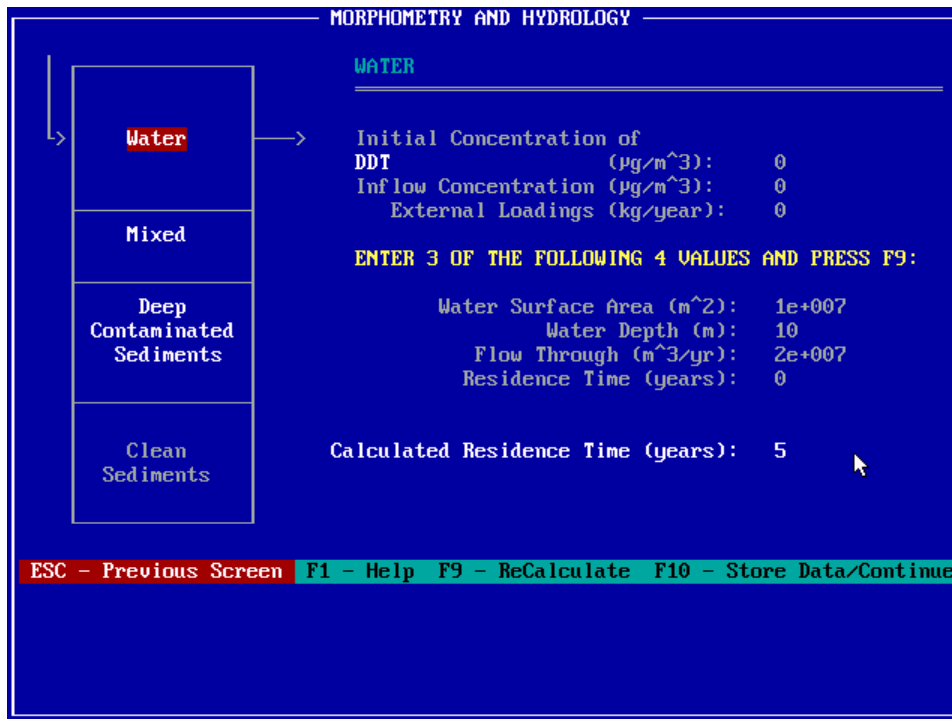 MORPHOMETRY AND HYDROLOGY
WATER
Water
Initial Concentration of
DDT (µg/m^3): 0
Inflow Concentration (µg/m^3): 0
External Loadings (kg/year): 0
Mixed
ENTER 3 OF THE FOLLOWING 4 VALUES AND PRESS F9:
Deep
Contaminated
Sediments
Water Surface Area (m^2): 1e+007
Water Depth (m): 10
Flow Through (m^3/yr): 2e+007
Residence Time (years): 0
Clean
Sediments
Calculated Residence Time (years): 5
ESC - Previous Screen F1 - Help F9 - ReCalculate F10 - Store Data/Continue